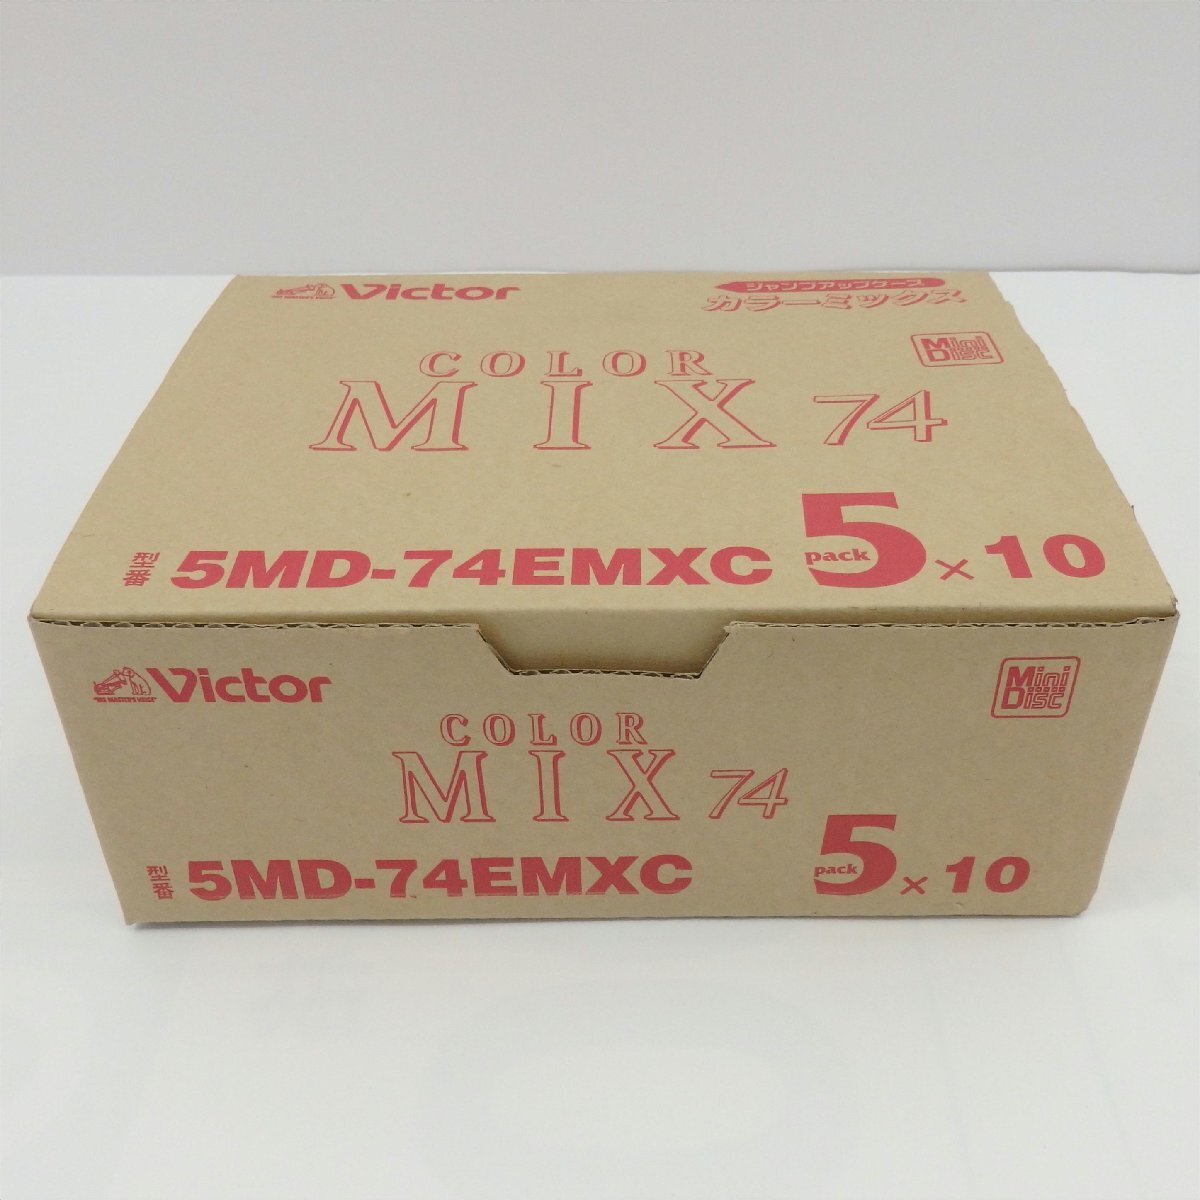 Victor
ジャンプアップケース
カラーミックス
Mini Disc
COLOR
MIX 74
型番 5MD-74EMXC 5 pack × 10
"HIS MASTER'S VOICE" Victor
Mini Disc
COLOR
MIX 74
型番 5MD-74EMXC 5 pack × 10